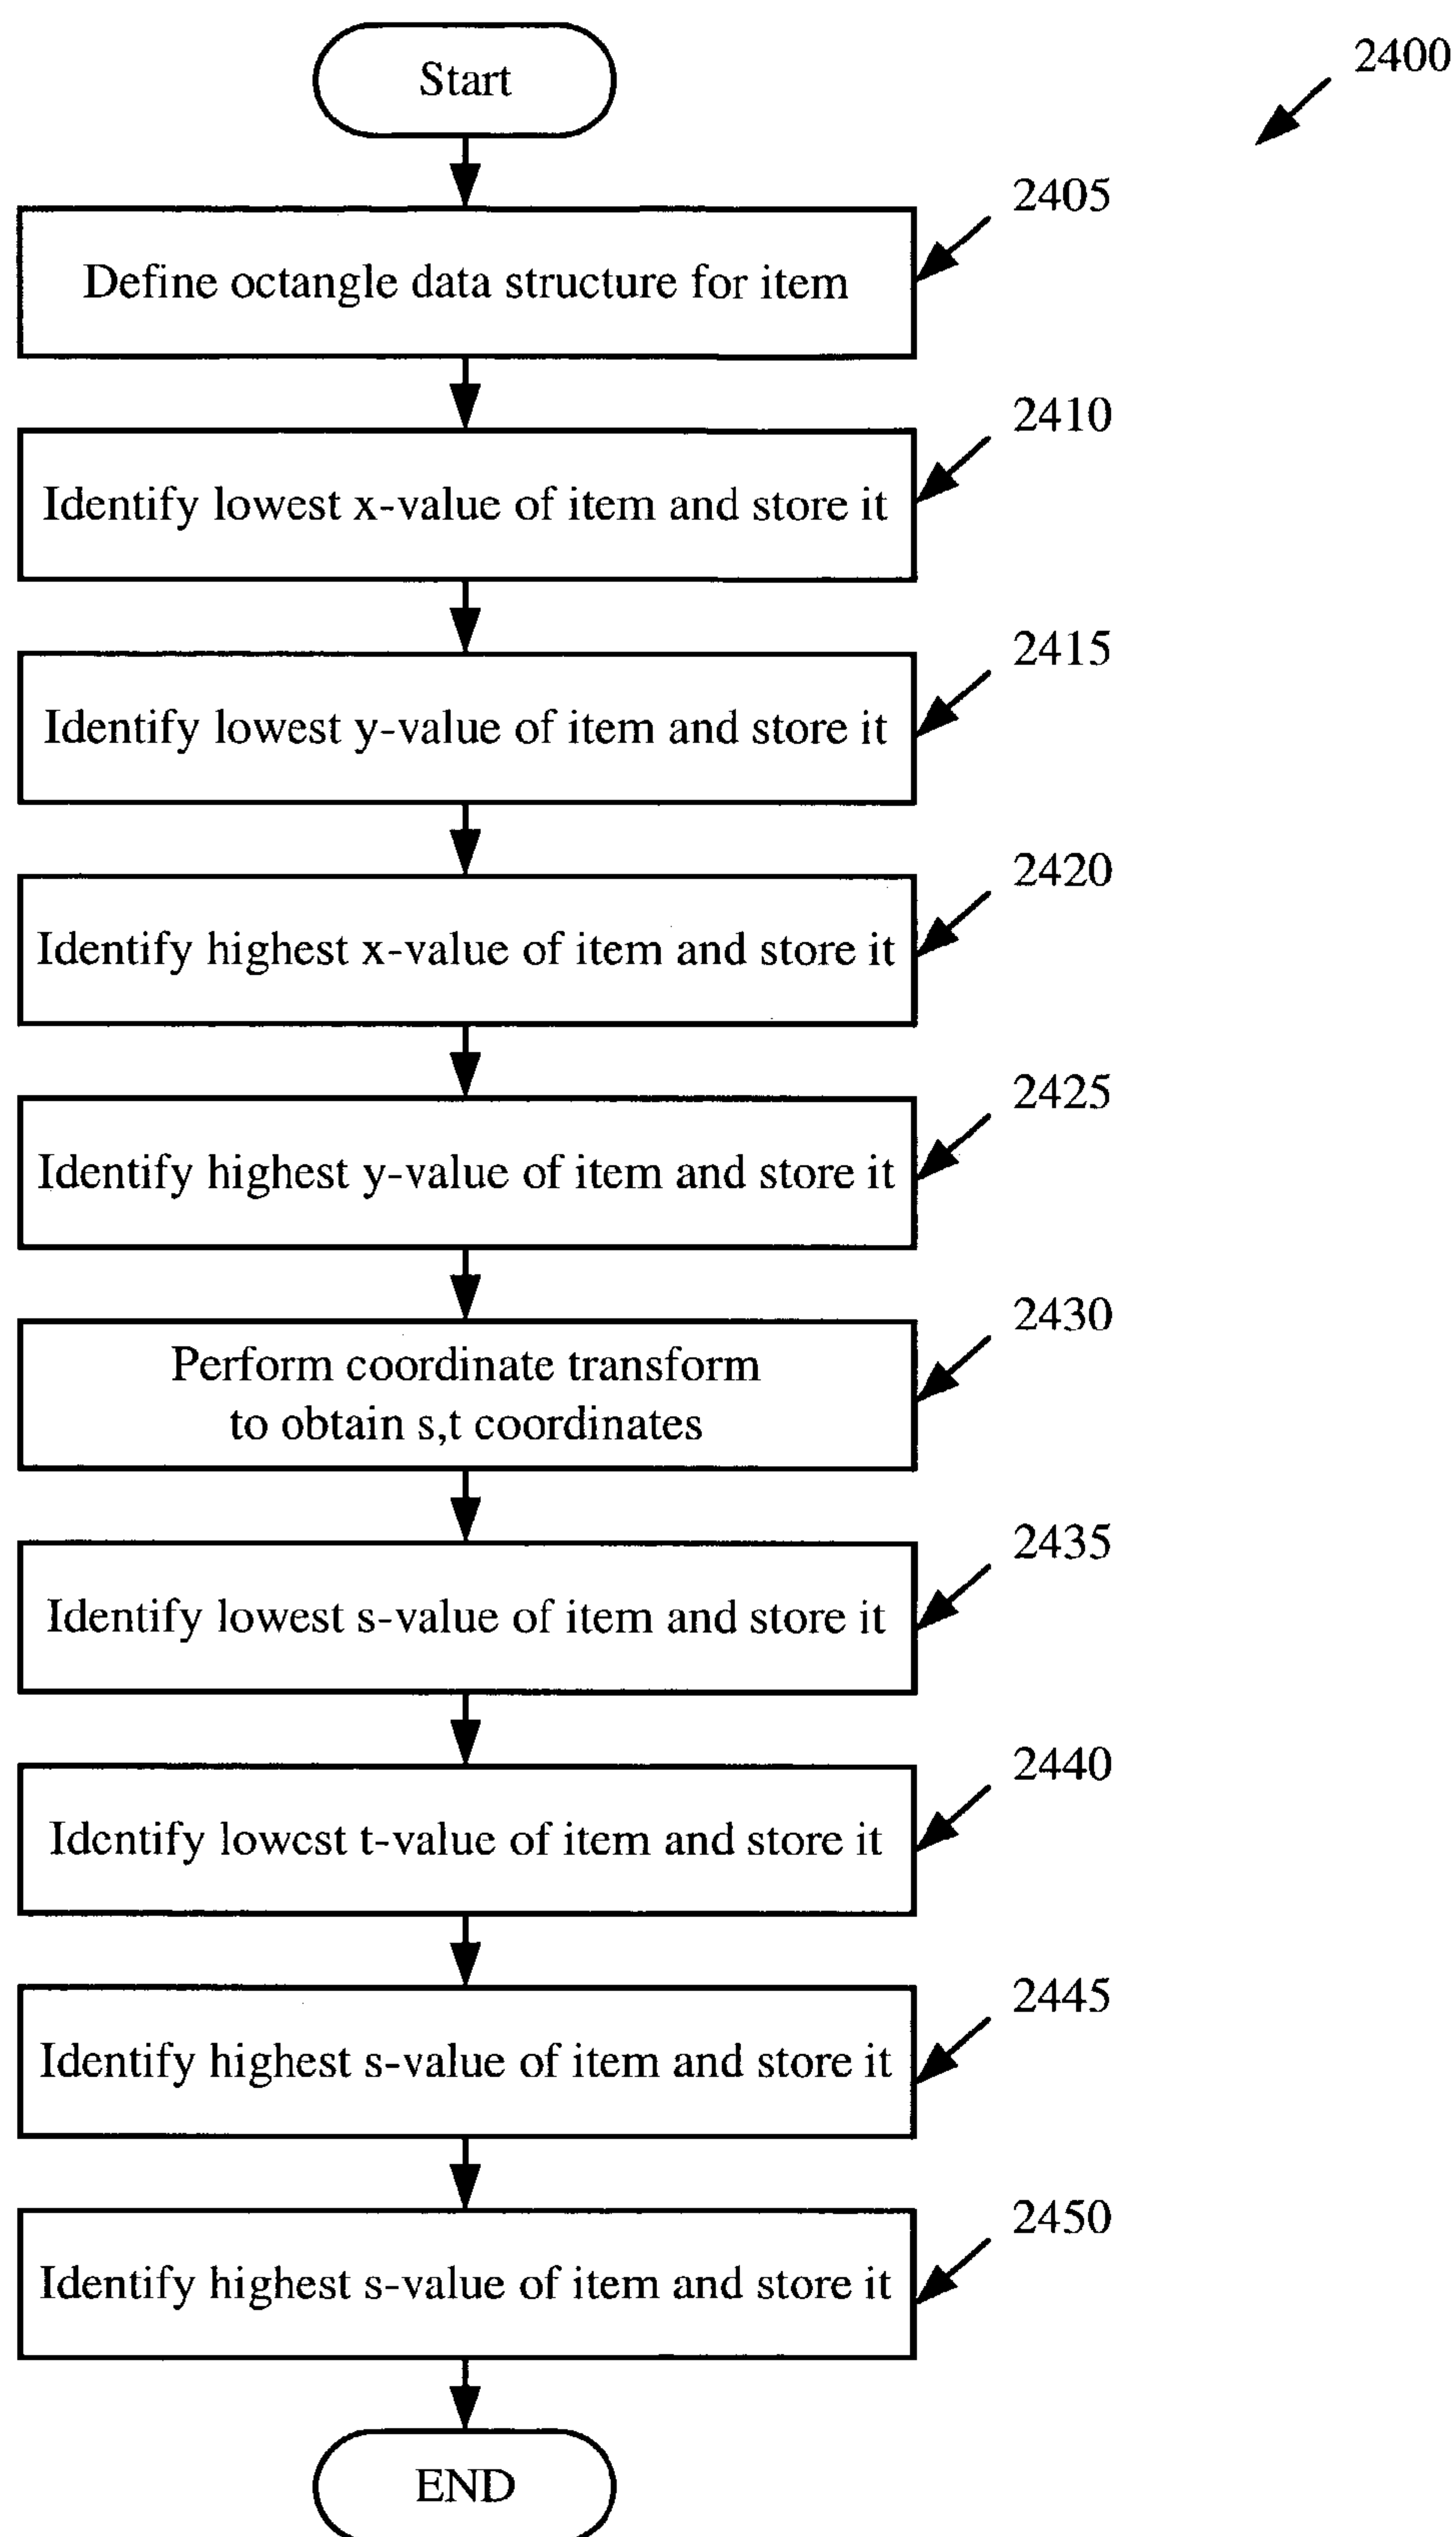 Start
2400
2405
Define octangle data structure for item
2410
Identify lowest x-value of item and store it
2415
Identify lowest y-value of item and store it
2420
Identify highest x-value of item and store it
2425
Identify highest y-value of item and store it
2430
Perform coordinate transform
to obtain s,t coordinates
2435
Identify lowest s-value of item and store it
2440
Identify lowest t-value of item and store it
2445
Identify highest s-value of item and store it
2450
Identify highest s-value of item and store it
END